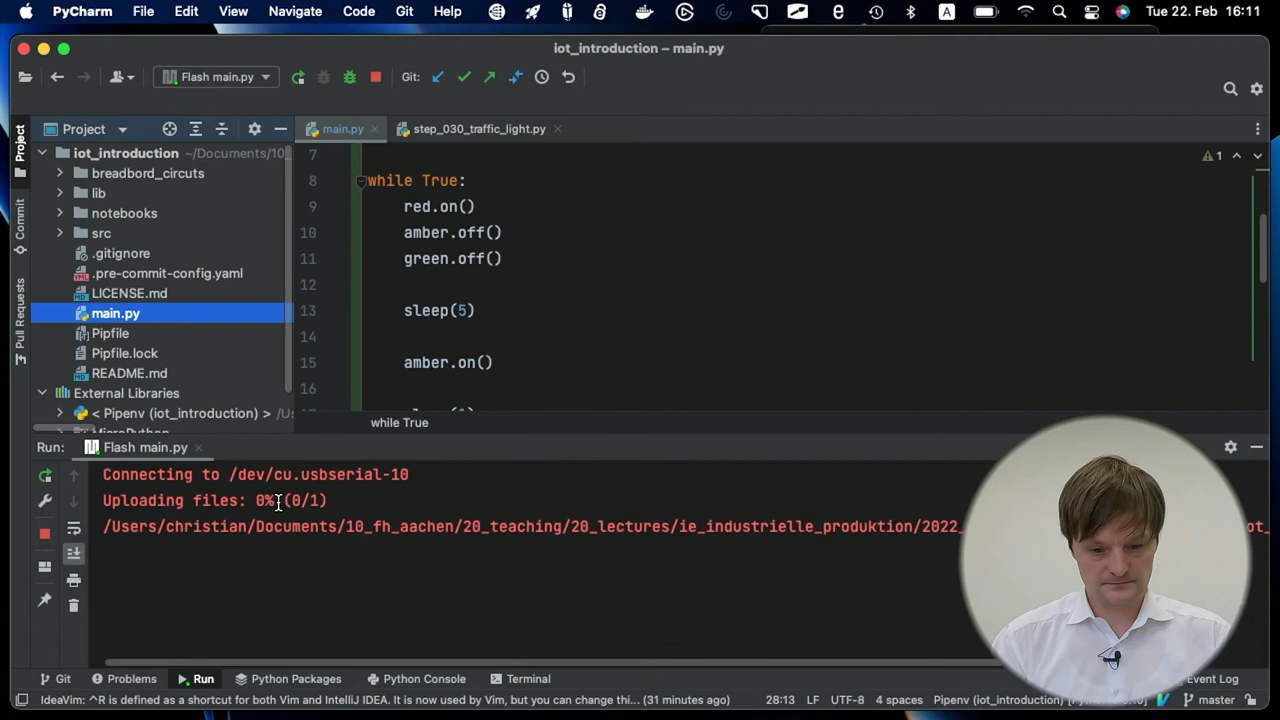 PyCharm File Edit View Navigate Code Git Help A Tue 22. Feb 16:11
iot_introduction – main.py
Flash main.py Git:
Project main.py step_030_traffic_light.py
Project
Commit
Pull Requests
iot_introduction ~/Documents/10
breadbord_circuts
lib
notebooks
src
.gitignore
.pre-commit-config.yaml
LICENSE.md
main.py
Pipfile
Pipfile.lock
README.md
External Libraries
< Pipenv (iot_introduction) > /Us
7
8 while True:
9 red.on()
10 amber.off()
11 green.off()
12
13 sleep(5)
14
15 amber.on()
16
1
while True
Run: Flash main.py
Connecting to /dev/cu.usbserial-10
Uploading files: 0% (0/1)
/Users/christian/Documents/10_fh_aachen/20_teaching/20_lectures/ie_industrielle_produktion/2022_
Git Problems Run Python Packages Python Console Terminal Event Log
IdeaVim: ^R is defined as a shortcut for both Vim and IntelliJ IDEA. It is now used by Vim, but you can change thi... (31 minutes ago) 28:13 LF UTF-8 4 spaces Pipenv (iot_introduction) master